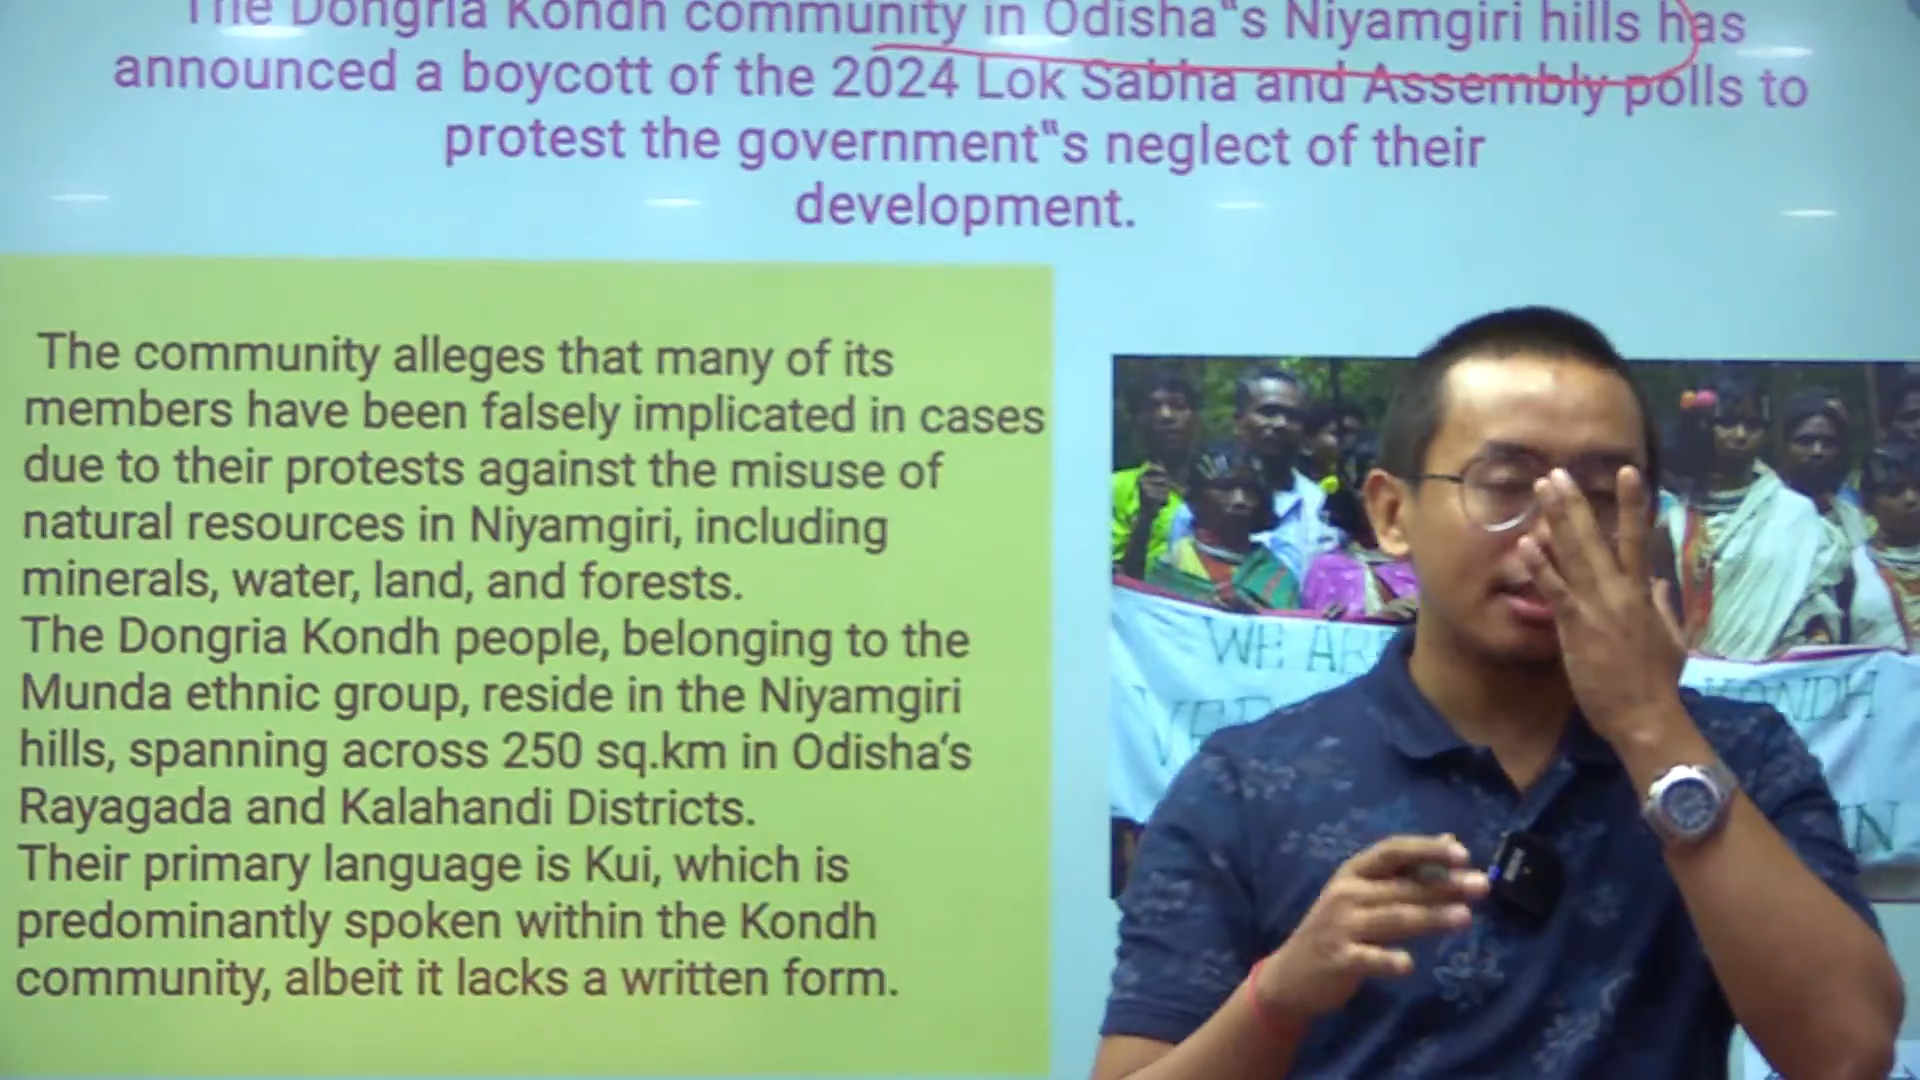 The Dongria Kondh community in Odisha‟s Niyamgiri hills has
announced a boycott of the 2024 Lok Sabha and Assembly polls to
protest the government‟s neglect of their
development.
The community alleges that many of its
members have been falsely implicated in cases
due to their protests against the misuse of
natural resources in Niyamgiri, including
minerals, water, land, and forests.
The Dongria Kondh people, belonging to the
Munda ethnic group, reside in the Niyamgiri
hills, spanning across 250 sq.km in Odisha‘s
Rayagada and Kalahandi Districts.
Their primary language is Kui, which is
predominantly spoken within the Kondh
community, albeit it lacks a written form.
WE ARE
KONDH